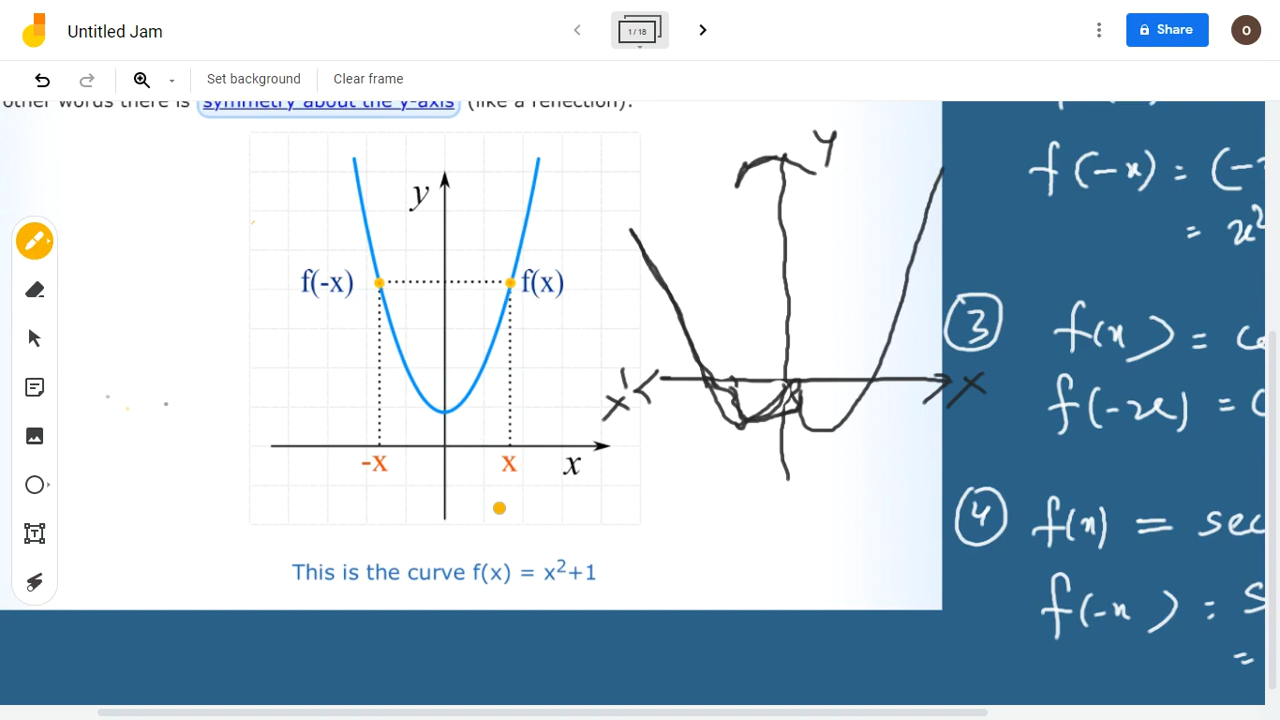 Untitled Jam
1 / 18
Share
O
Set background
Clear frame
other words there is symmetry about the y-axis (like a reflection).
y
f(-x)
f(x)
-x
x
x
This is the curve f(x) = x²+1
Y
X'
X
f(-x) = (-
= x²
3 f(x) =
f(-x) =
4 f(x) = sec
f(-x) = s
=